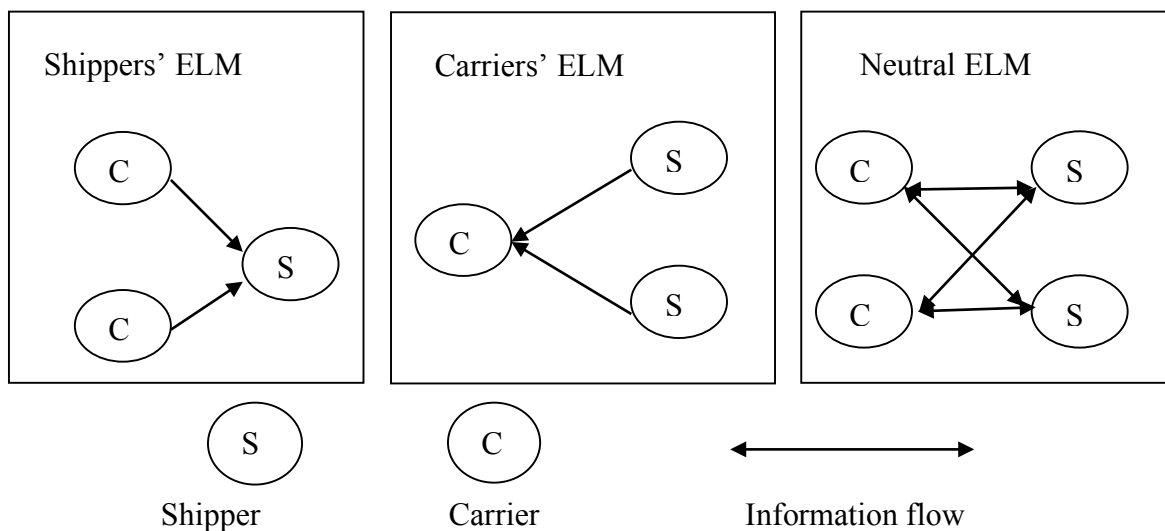 Shippers’ ELM
Carriers’ ELM
Neutral ELM
C
C
S
C
S
S
C
S
C
S
S
Shipper
C
Carrier
Information flow